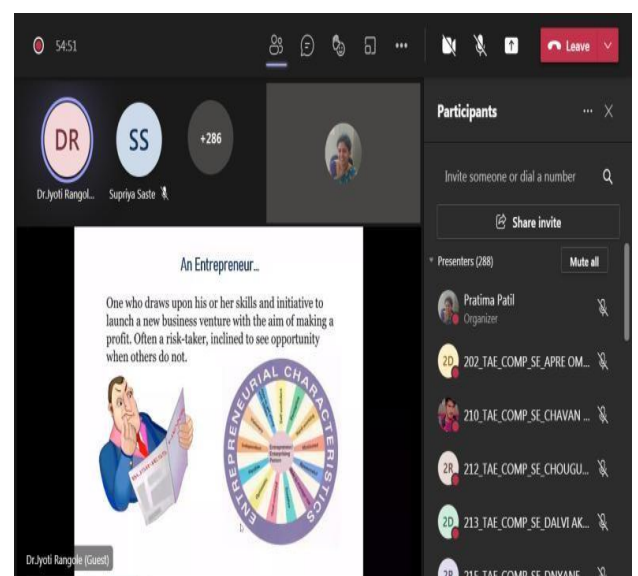 54:51
Leave
DR
SS
+286
Dr.Jyoti Rangol...
Supriya Saste
Participants
Invite someone or dial a number
Share invite
Presenters (288)
Mute all
Pratima Patil
Organizer
2D
202_TAE_COMP_SE_APRE OM...
210_TAE_COMP_SE_CHAVAN ...
2R
212_TAE_COMP_SE_CHOUGU...
2D
213_TAE_COMP_SE_DALVI AK...
An Entrepreneur...
One who draws upon his or her skills and initiative to
launch a new business venture with the aim of making a
profit. Often a risk-taker, inclined to see opportunity
when others do not.
ENTREPRENEURIAL CHARACTERISTICS
Dr.Jyoti Rangole (Guest)